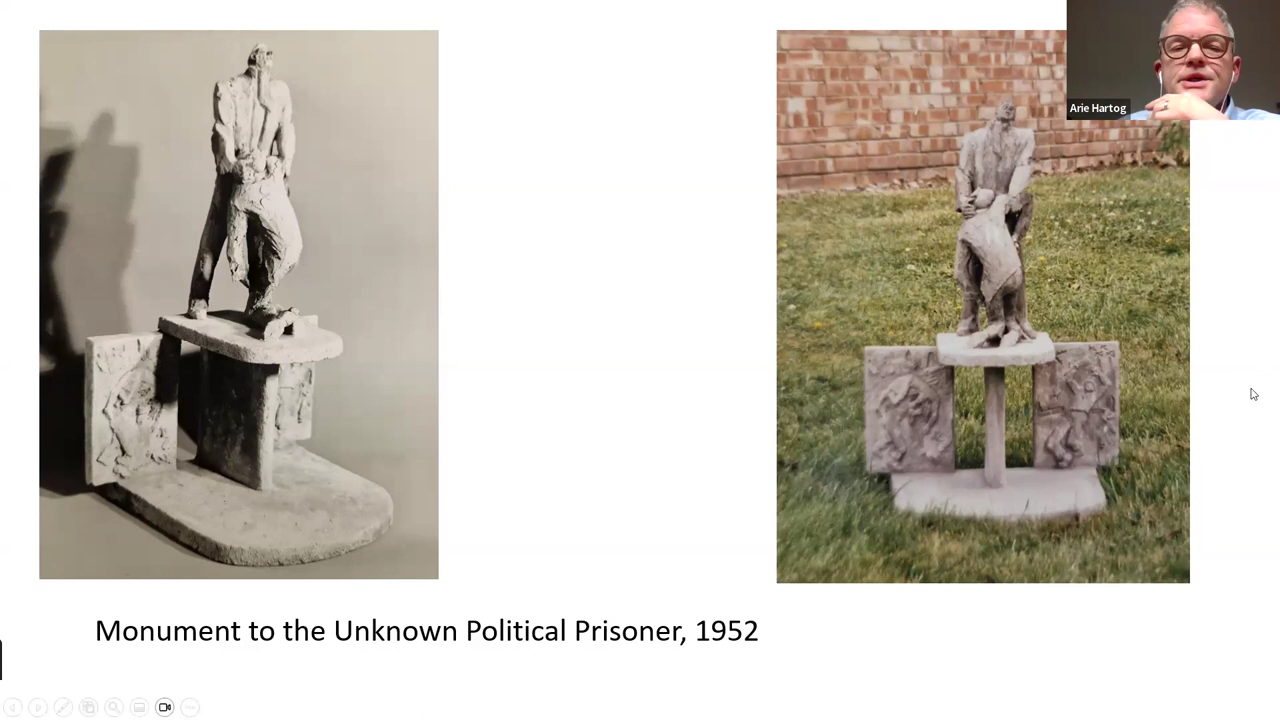 Arie Hartog
Monument to the Unknown Political Prisoner, 1952